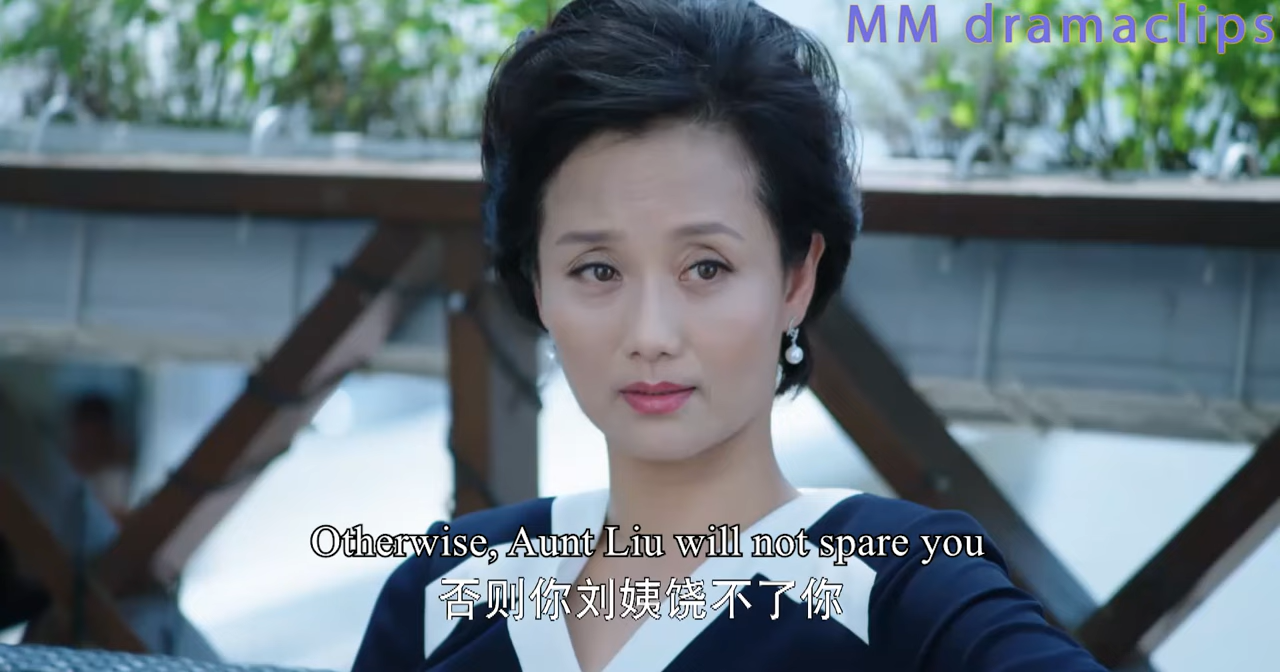 MM dramaclips
Otherwise, Aunt Liu will not spare you
否则你刘姨饶不了你